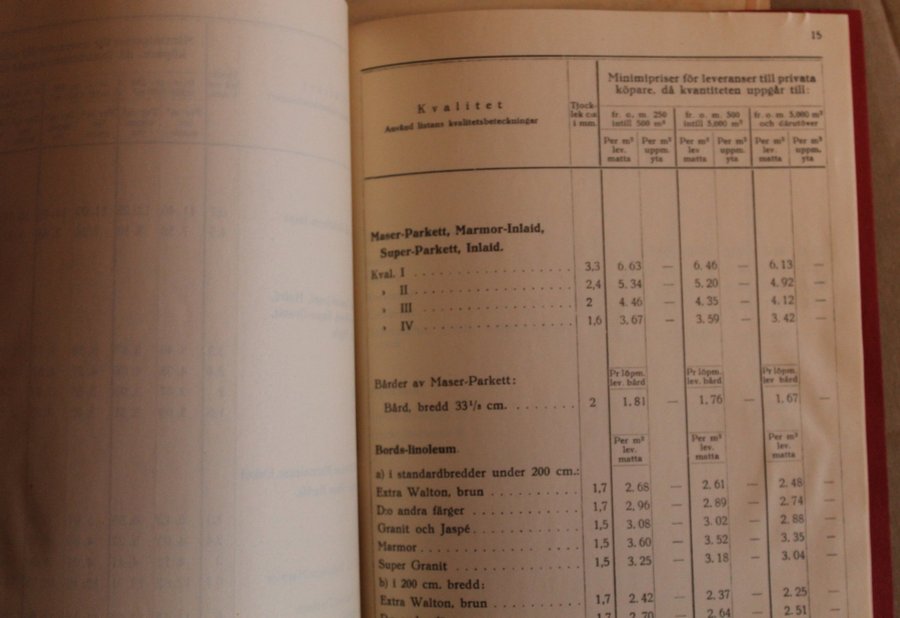 15
Minimipriser för leveranser till privata
köpare, då kvantiteten uppgår till:
Kvalitet
Använd listans kvalitetsbeteckningar
Tjock-
lek c:a
i mm.
fr. o. m. 250
intill 500 m²
fr. o. m. 500
intill 5.000 m²
fr. o. m. 5.000 m²
och därutöver
Per m² lev. matta
Per m² uppm. yta
Per m² lev. matta
Per m² uppm. yta
Per m² lev. matta
Per m² uppm. yta
Maser-Parkett, Marmor-Inlaid,
Super-Parkett, Inlaid.
Kval. I . . . . . . . . . . . . . . . . . 3,3 6.63 — 6.46 — 6.13 —
» II . . . . . . . . . . . . . . . . . 2,4 5.34 — 5.20 — 4.92 —
» III . . . . . . . . . . . . . . . . 2 4.46 — 4.35 — 4.12 —
» IV . . . . . . . . . . . . . . . . 1,6 3.67 — 3.59 — 3.42 —
Pr löpm. lev. bård
Pr löpm. lev. bård
Pr löpm. lev. bård
Bårder av Maser-Parkett:
Bård, bredd 33⅓ cm. . . . . . . . 2 1.81 — 1.76 — 1.67 —
Per m² lev. matta
Per m² lev. matta
Per m² lev. matta
Bords-linoleum.
a) i standardbredder under 200 cm.:
Extra Walton, brun . . . . . . . . . . 1,7 2.68 — 2.61 — 2.48 —
D:o andra färger . . . . . . . . . . . . 1,7 2.96 — 2.89 — 2.74 —
Granit och Jaspé . . . . . . . . . . . . 1,5 3.08 — 3.02 — 2.88 —
Marmor . . . . . . . . . . . . . . . . . . 1,5 3.60 — 3.52 — 3.35 —
Super Granit . . . . . . . . . . . . . . 1,5 3.25 — 3.18 — 3.04 —
b) i 200 cm. bredd:
Extra Walton, brun . . . . . . . . . . 1,7 2.42 — 2.37 — 2.25 —
1,7 2.70 — 2.64 — 2.51 —